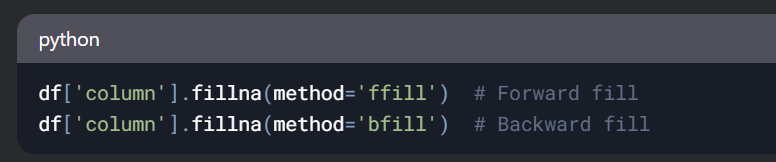 python
df['column'].fillna(method='ffill')  # Forward fill
df['column'].fillna(method='bfill')  # Backward fill